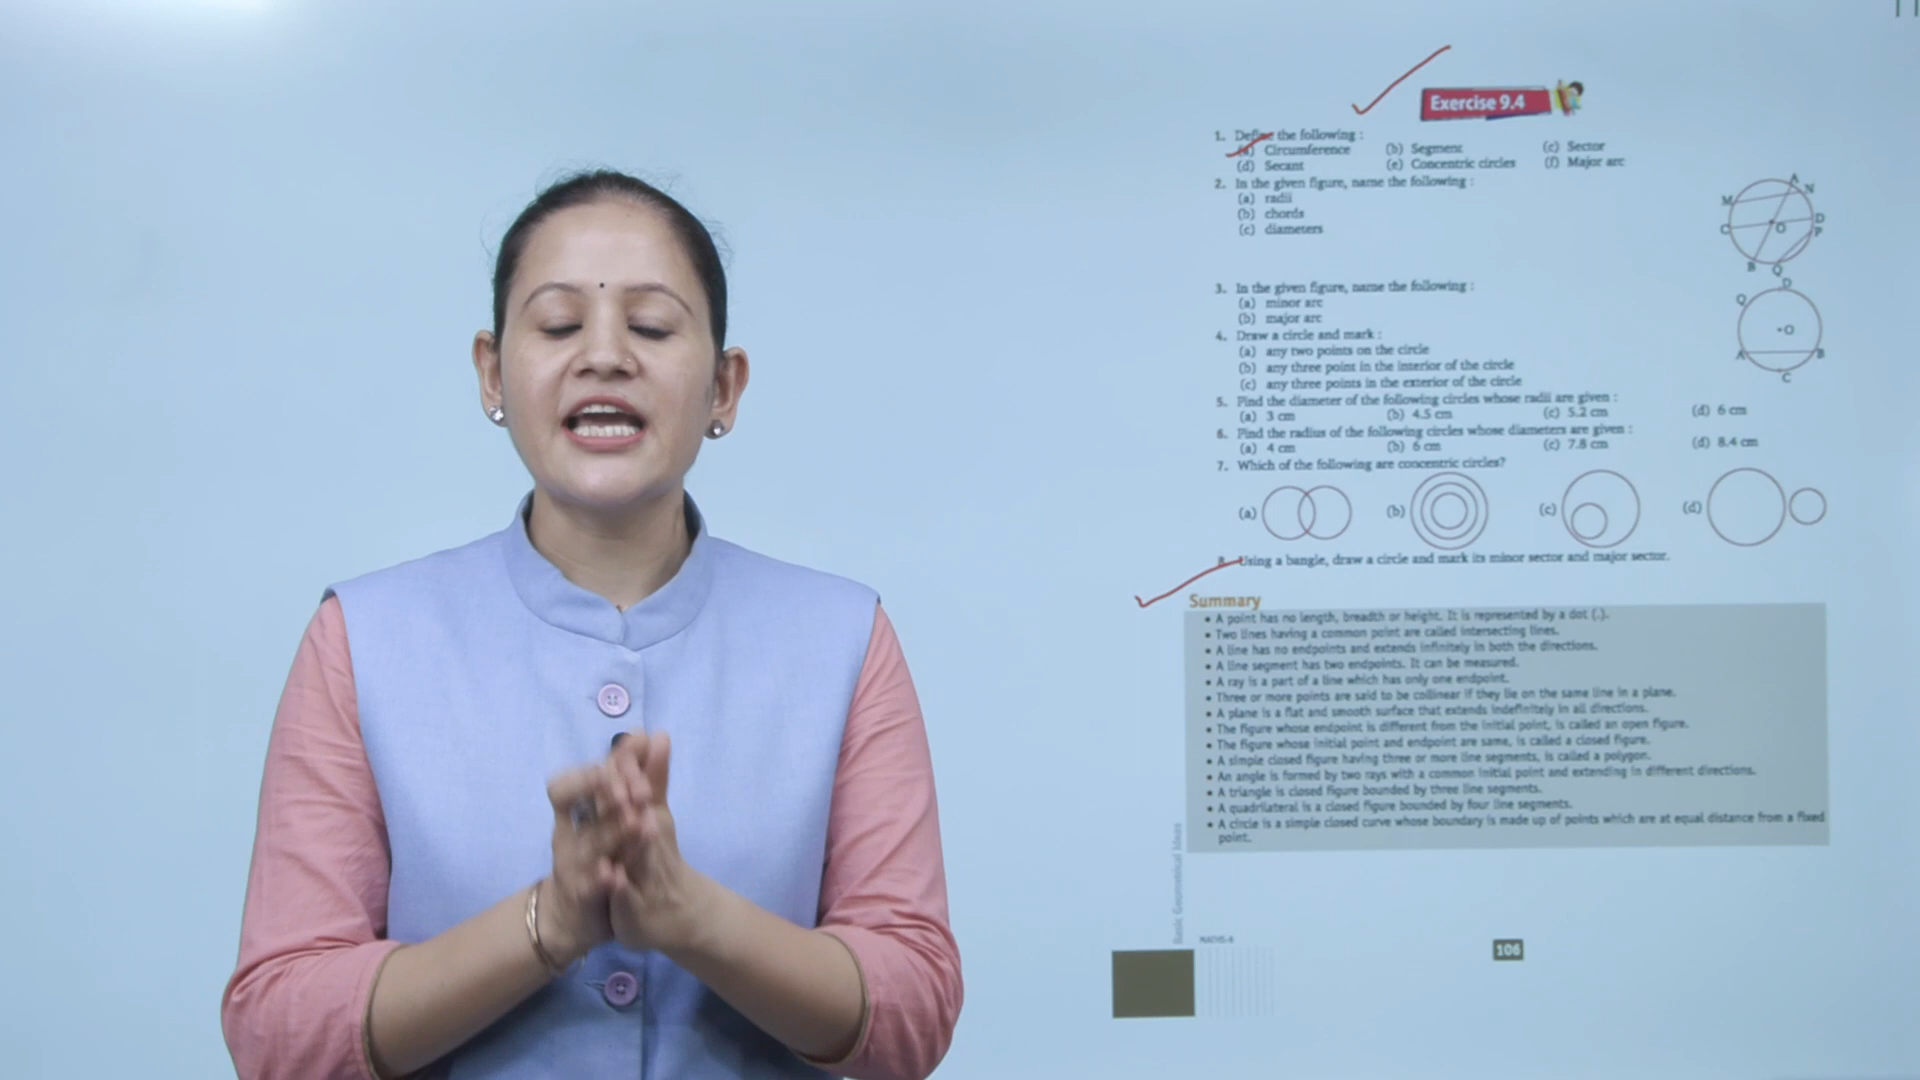 Exercise 9.4
1. Define the following :
(a) Circumference (b) Segment (c) Sector
(d) Secant (e) Concentric circles (f) Major arc
2. In the given figure, name the following :
(a) radii
(b) chords
(c) diameters
A
M N
C O D
P
B Q
3. In the given figure, name the following :
(a) minor arc
(b) major arc
D
Q
O
A B
C
4. Draw a circle and mark :
(a) any two points on the circle
(b) any three point in the interior of the circle
(c) any three points in the exterior of the circle
5. Find the diameter of the following circles whose radii are given :
(a) 3 cm (b) 4.5 cm (c) 5.2 cm (d) 6 cm
6. Find the radius of the following circles whose diameters are given :
(a) 4 cm (b) 6 cm (c) 7.8 cm (d) 8.4 cm
7. Which of the following are concentric circles?
(a) (b) (c) (d)
8. Using a bangle, draw a circle and mark its minor sector and major sector.
Summary
• A point has no length, breadth or height. It is represented by a dot (.).
• Two lines having a common point are called intersecting lines.
• A line has no endpoints and extends infinitely in both the directions.
• A line segment has two endpoints. It can be measured.
• A ray is a part of a line which has only one endpoint.
• Three or more points are said to be collinear if they lie on the same line in a plane.
• A plane is a flat and smooth surface that extends indefinitely in all directions.
• The figure whose endpoint is different from the initial point, is called an open figure.
• The figure whose initial point and endpoint are same, is called a closed figure.
• A simple closed figure having three or more line segments, is called a polygon.
• An angle is formed by two rays with a common initial point and extending in different directions.
• A triangle is closed figure bounded by three line segments.
• A quadrilateral is a closed figure bounded by four line segments.
• A circle is a simple closed curve whose boundary is made up of points which are at equal distance from a fixed
point.
Basic Geometrical Ideas
106